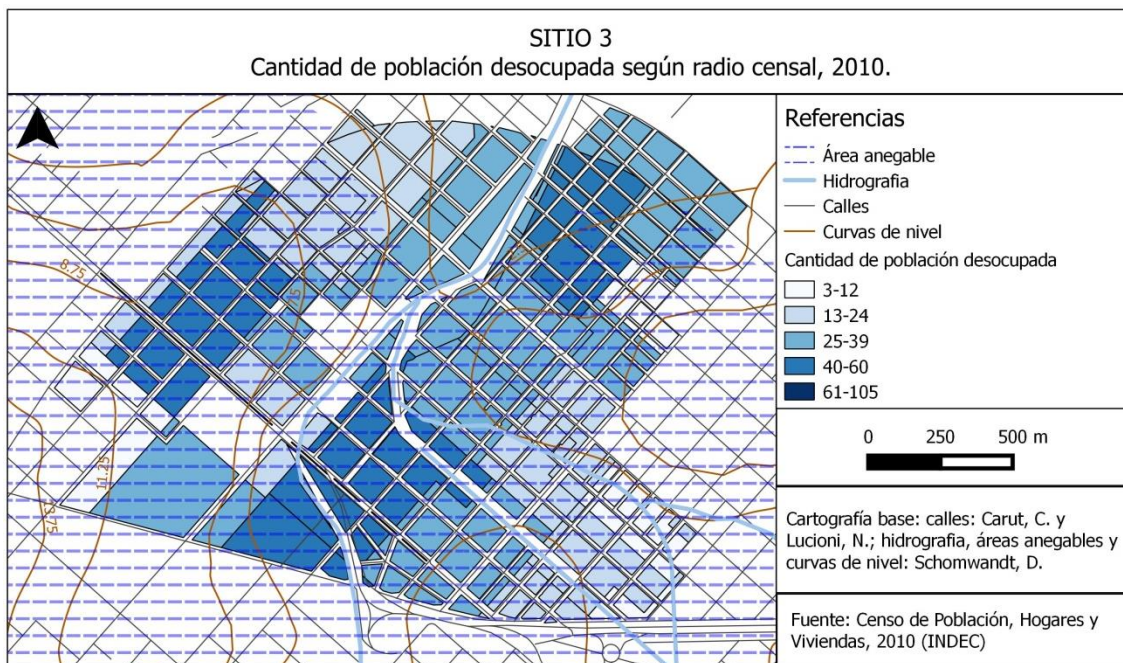 SITIO 3
Cantidad de población desocupada según radio censal, 2010.
8.75
11.25
13.75
Referencias
Área anegable
Hidrografia
Calles
Curvas de nivel
Cantidad de población desocupada
3-12
13-24
25-39
40-60
61-105
0 250 500 m
Cartografía base: calles: Carut, C. y
Lucioni, N.; hidrografia, áreas anegables y
curvas de nivel: Schomwandt, D.
Fuente: Censo de Población, Hogares y
Viviendas, 2010 (INDEC)